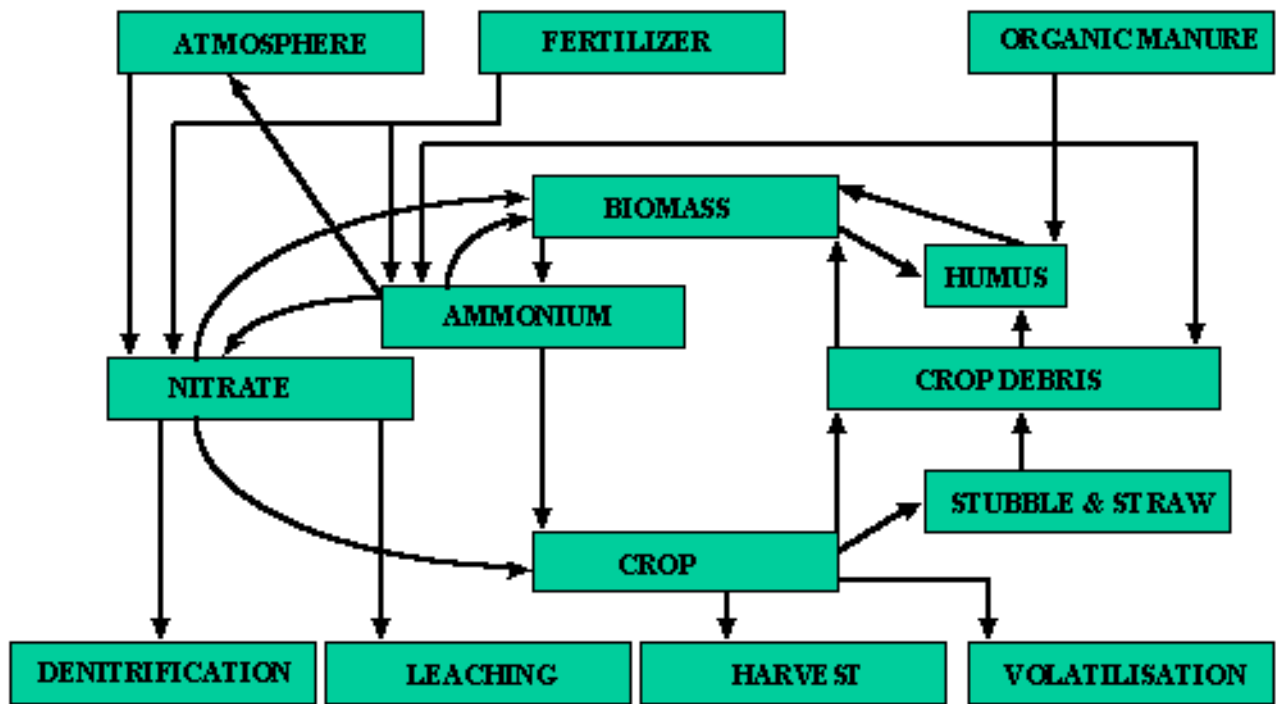 ATMOSPHERE
FERTILIZER
ORGANIC MANURE
BIOMASS
HUMUS
AMMONIUM
NITRATE
CROP DEBRIS
STUBBLE & STRAW
CROP
DENITRIFICATION
LEACHING
HARVEST
VOLATILISATION